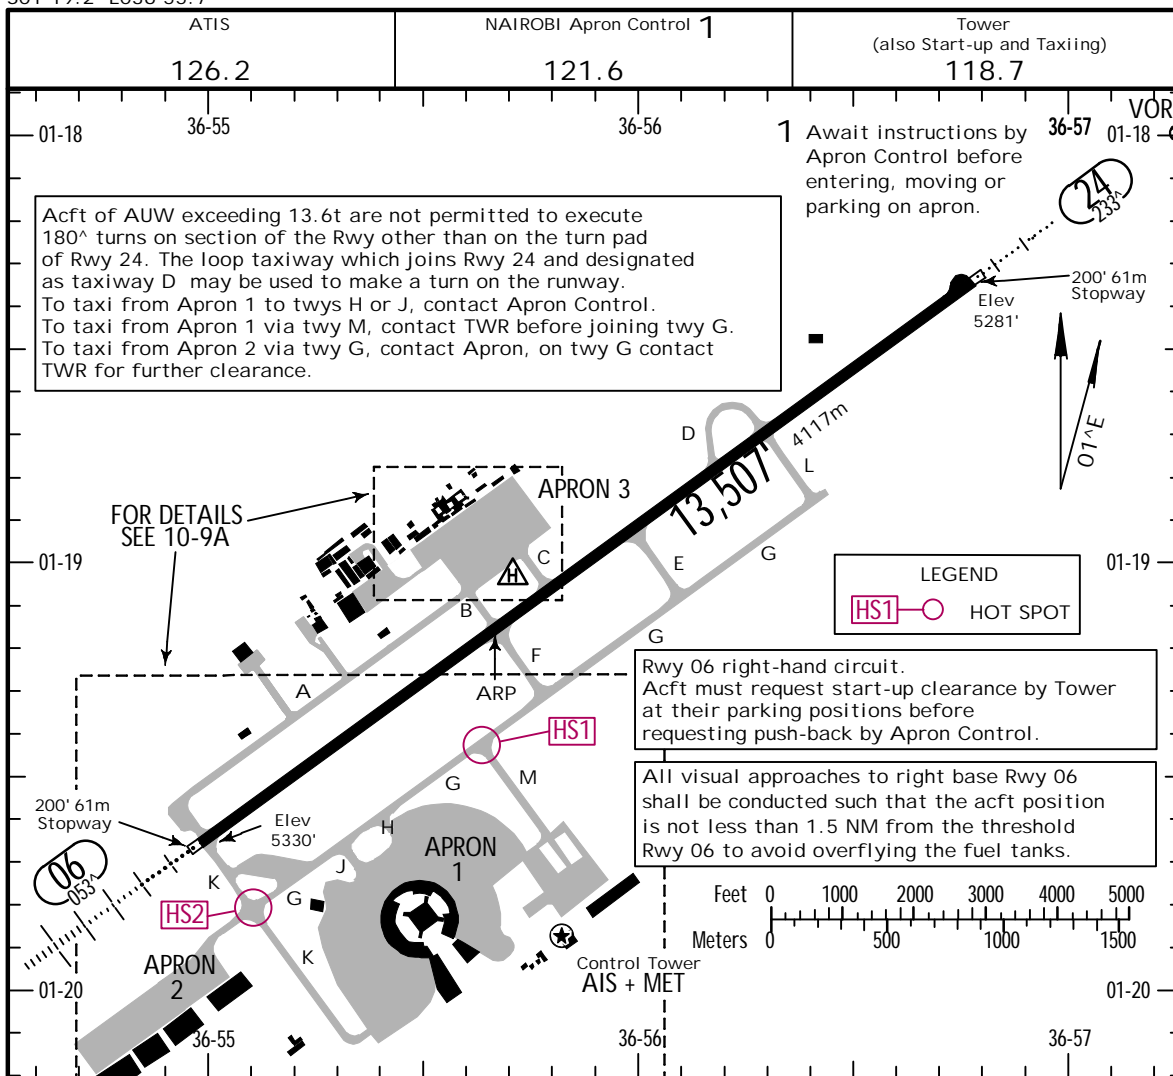 ATIS
126.2
NAIROBI Apron Control 1
121.6
Tower
(also Start-up and Taxiing)
118.7
36-55
36-56
36-57
VOR
01-18
01-18
1 Await instructions by
Apron Control before
entering, moving or
parking on apron.
24
233^
Acft of AUW exceeding 13.6t are not permitted to execute
180^ turns on section of the Rwy other than on the turn pad
of Rwy 24. The loop taxiway which joins Rwy 24 and designated
as taxiway D may be used to make a turn on the runway.
To taxi from Apron 1 to twys H or J, contact Apron Control.
To taxi from Apron 1 via twy M, contact TWR before joining twy G.
To taxi from Apron 2 via twy G, contact Apron, on twy G contact
TWR for further clearance.
200' 61m
Stopway
Elev
5281'
01^E
4117m
13,507'
D
L
APRON 3
FOR DETAILS
SEE 10-9A
C
E
G
H
01-19
01-19
LEGEND
HS1
HOT SPOT
B
F
G
A
ARP
Rwy 06 right-hand circuit.
Acft must request start-up clearance by Tower
at their parking positions before
requesting push-back by Apron Control.
HS1
G
M
All visual approaches to right base Rwy 06
shall be conducted such that the acft position
is not less than 1.5 NM from the threshold
Rwy 06 to avoid overflying the fuel tanks.
200' 61m
Stopway
Elev
5330'
H
J
APRON
1
06
053^
K
G
HS2
K
Feet 0 1000 2000 3000 4000 5000
Meters 0 500 1000 1500
APRON
2
Control Tower
AIS + MET
01-20
01-20
36-55
36-56
36-57